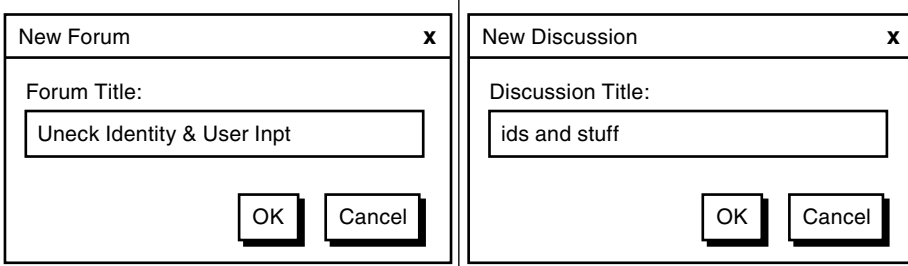 New Forum x
Forum Title:
Uneck Identity & User Inpt
OK Cancel
New Discussion x
Discussion Title:
ids and stuff
OK Cancel